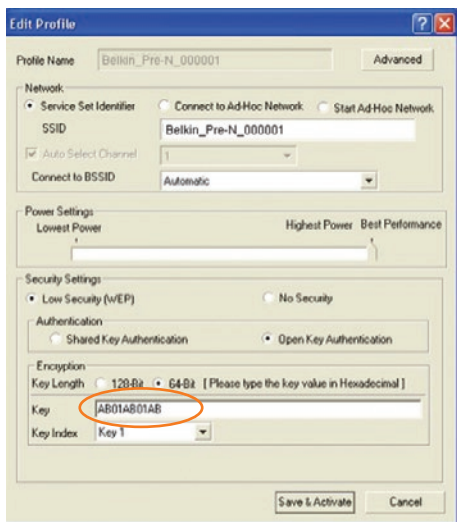 Edit Profile
Profile Name Belkin_Pre-N_000001 Advanced
Network
Service Set Identifier Connect to Ad-Hoc Network Start Ad-Hoc Network
SSID Belkin_Pre-N_000001
Auto Select Channel 1
Connect to BSSID Automatic
Power Settings
Lowest Power Highest Power Best Performance
Security Settings
Low Security (WEP) No Security
Authentication
Shared Key Authentication Open Key Authentication
Encryption
Key Length 128-Bit 64-Bit [ Please type the key value in Hexadecimal ]
Key AB01AB01AB
Key Index Key 1
Save & Activate Cancel